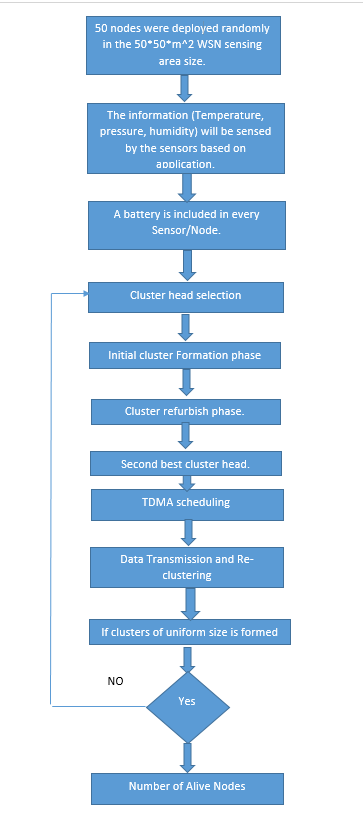 50 nodes were deployed randomly
in the 50*50*m^2 WSN sensing
area size.
The information (Temperature,
pressure, humidity) will be sensed
by the sensors based on
application.
A battery is included in every
Sensor/Node.
Cluster head selection
Initial cluster Formation phase
Cluster refurbish phase.
Second best cluster head.
TDMA scheduling
Data Transmission and Re-
clustering
If clusters of uniform size is formed
NO
Yes
Number of Alive Nodes